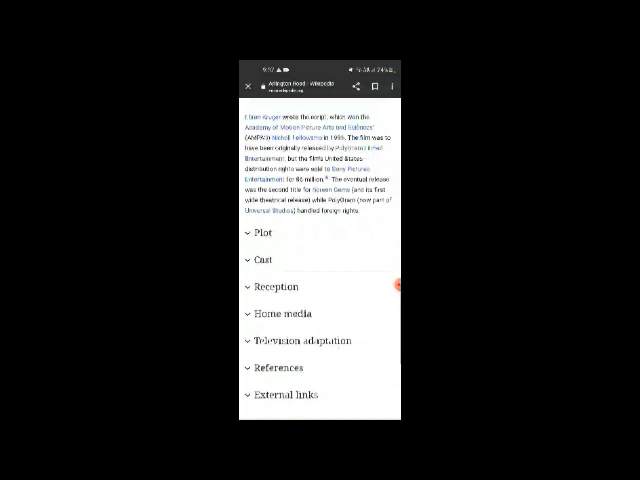 9:57 24%
Arlington Road - Wikipedia
Ehren Kruger wrote the script, which won the
Academy of Motion Picture Arts and Sciences'
(AMPAS) Nicholl Fellowship in 1996. The film was to
have been originally released by PolyGram Filmed
Entertainment, but the film's United States
distribution rights were sold to Sony Pictures
Entertainment for $6 million. The eventual release
was the second title for Screen Gems (and its first
wide theatrical release) while PolyGram (now part of
Universal Studios) handled foreign rights.
Plot
Cast
Reception
Home media
Television adaptation
References
External links